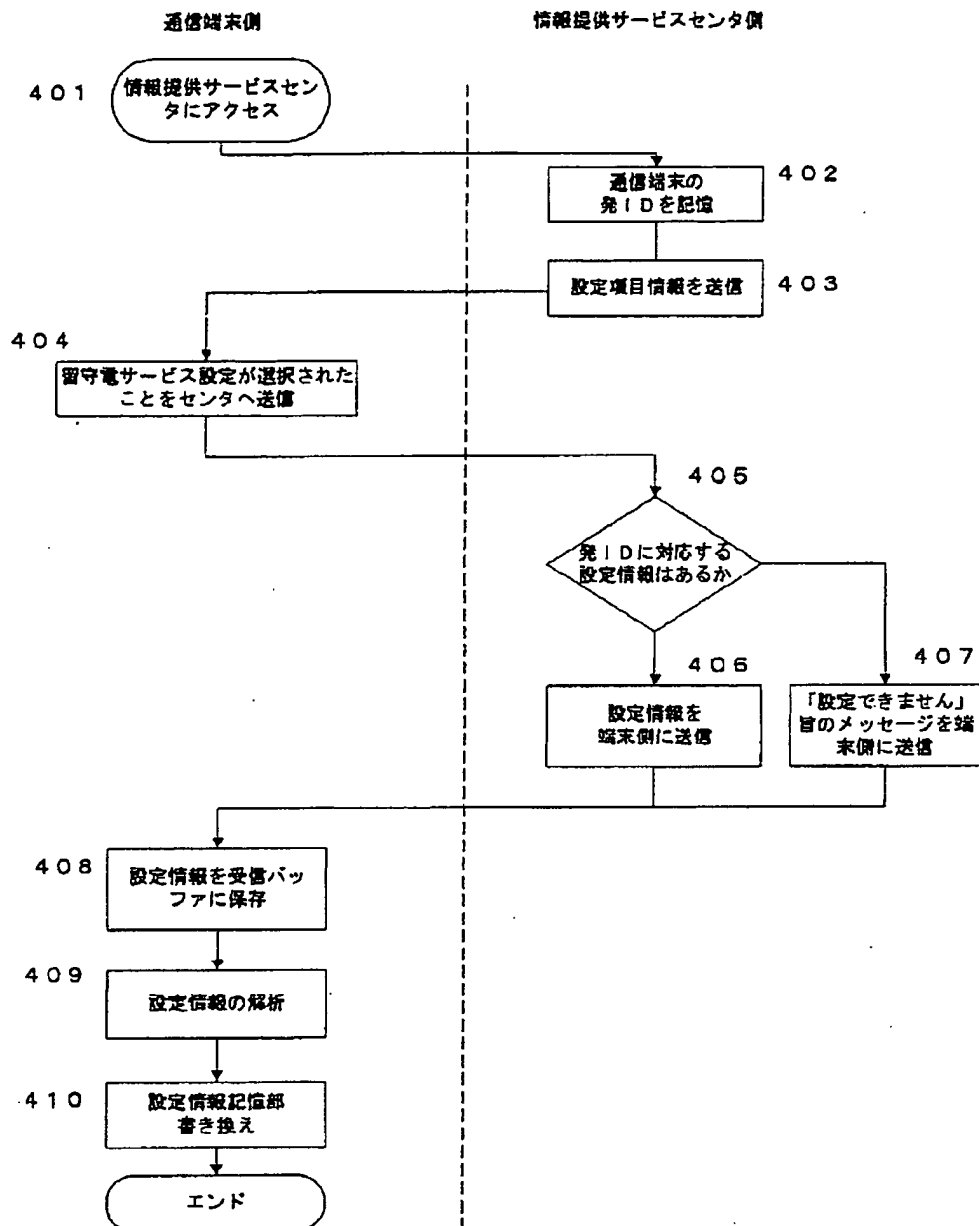 通信端末側
情報提供サービスセンタ側
401
情報提供サービスセン
タにアクセス
402
通信端末の
発IDを記憶
403
設定項目情報を送信
404
留守電サービス設定が選択された
ことをセンタへ送信
405
発IDに対応する
設定情報はあるか
406
設定情報を
端末側に送信
407
「設定できません」
旨のメッセージを端
末側に送信
408
設定情報を受信バッ
ファに保存
409
設定情報の解析
410
設定情報記憶部
書き換え
エンド